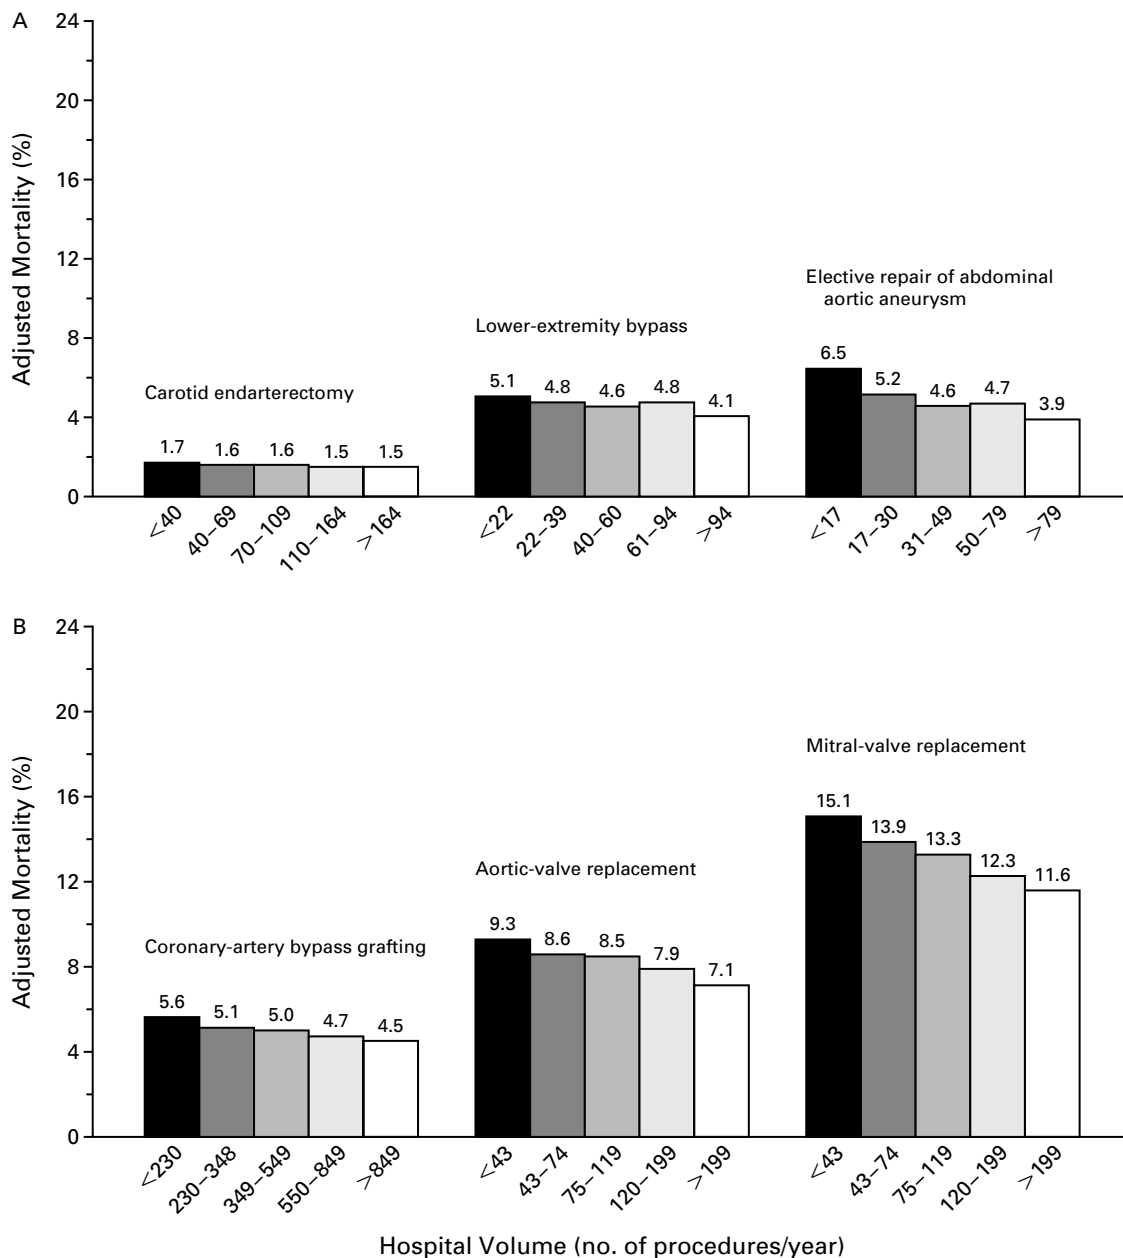 A
24
20
16
12
8
4
0
Adjusted Mortality (%)
Carotid endarterectomy
1.7 1.6 1.6 1.5 1.5
<40 40–69 70–109 110–164 >164
Lower-extremity bypass
5.1 4.8 4.6 4.8 4.1
<22 22–39 40–60 61–94 >94
Elective repair of abdominal
aortic aneurysm
6.5 5.2 4.6 4.7 3.9
<17 17–30 31–49 50–79 >79
B
24
20
16
12
8
4
0
Adjusted Mortality (%)
Coronary-artery bypass grafting
5.6 5.1 5.0 4.7 4.5
<230 230–348 349–549 550–849 >849
Aortic-valve replacement
9.3 8.6 8.5 7.9 7.1
<43 43–74 75–119 120–199 >199
Mitral-valve replacement
15.1 13.9 13.3 12.3 11.6
<43 43–74 75–119 120–199 >199
Hospital Volume (no. of procedures/year)